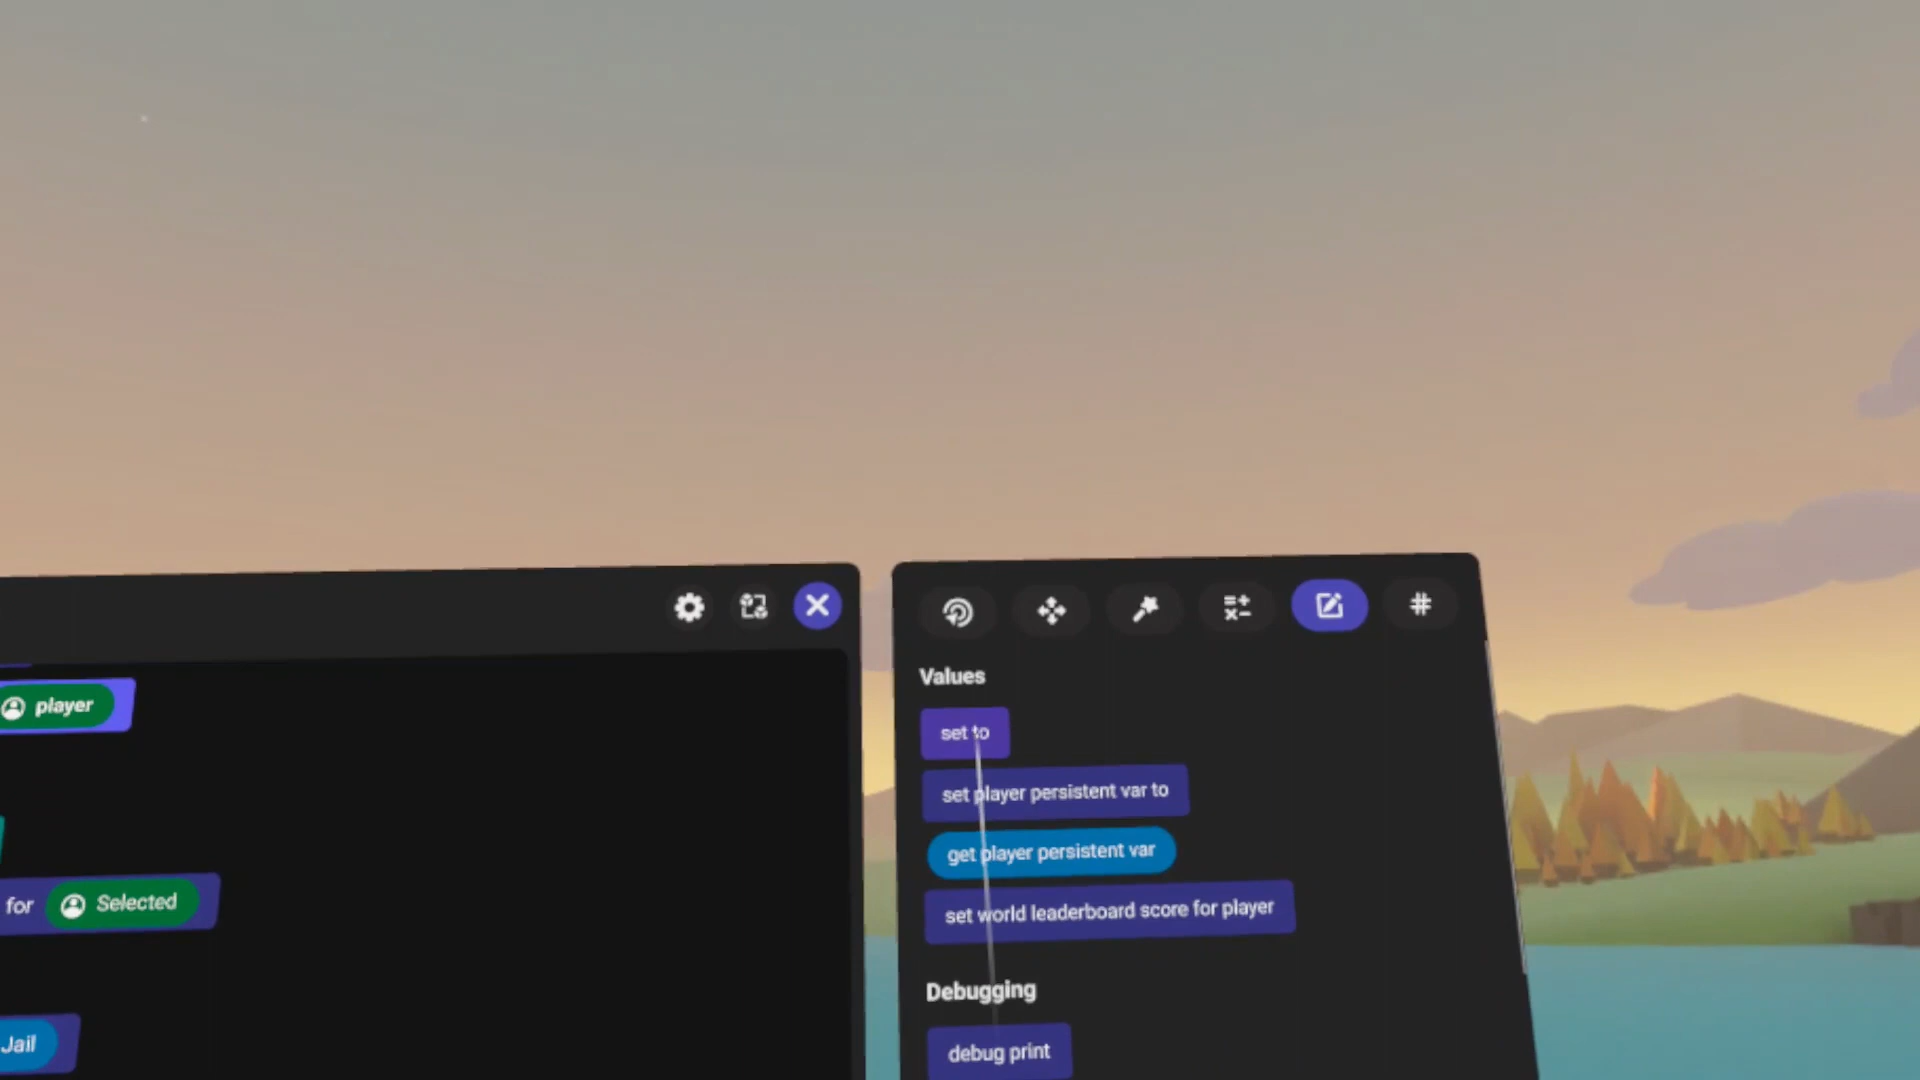 player
for Selected
Jail
Values
set to
set player persistent var to
get player persistent var
set world leaderboard score for player
Debugging
debug print